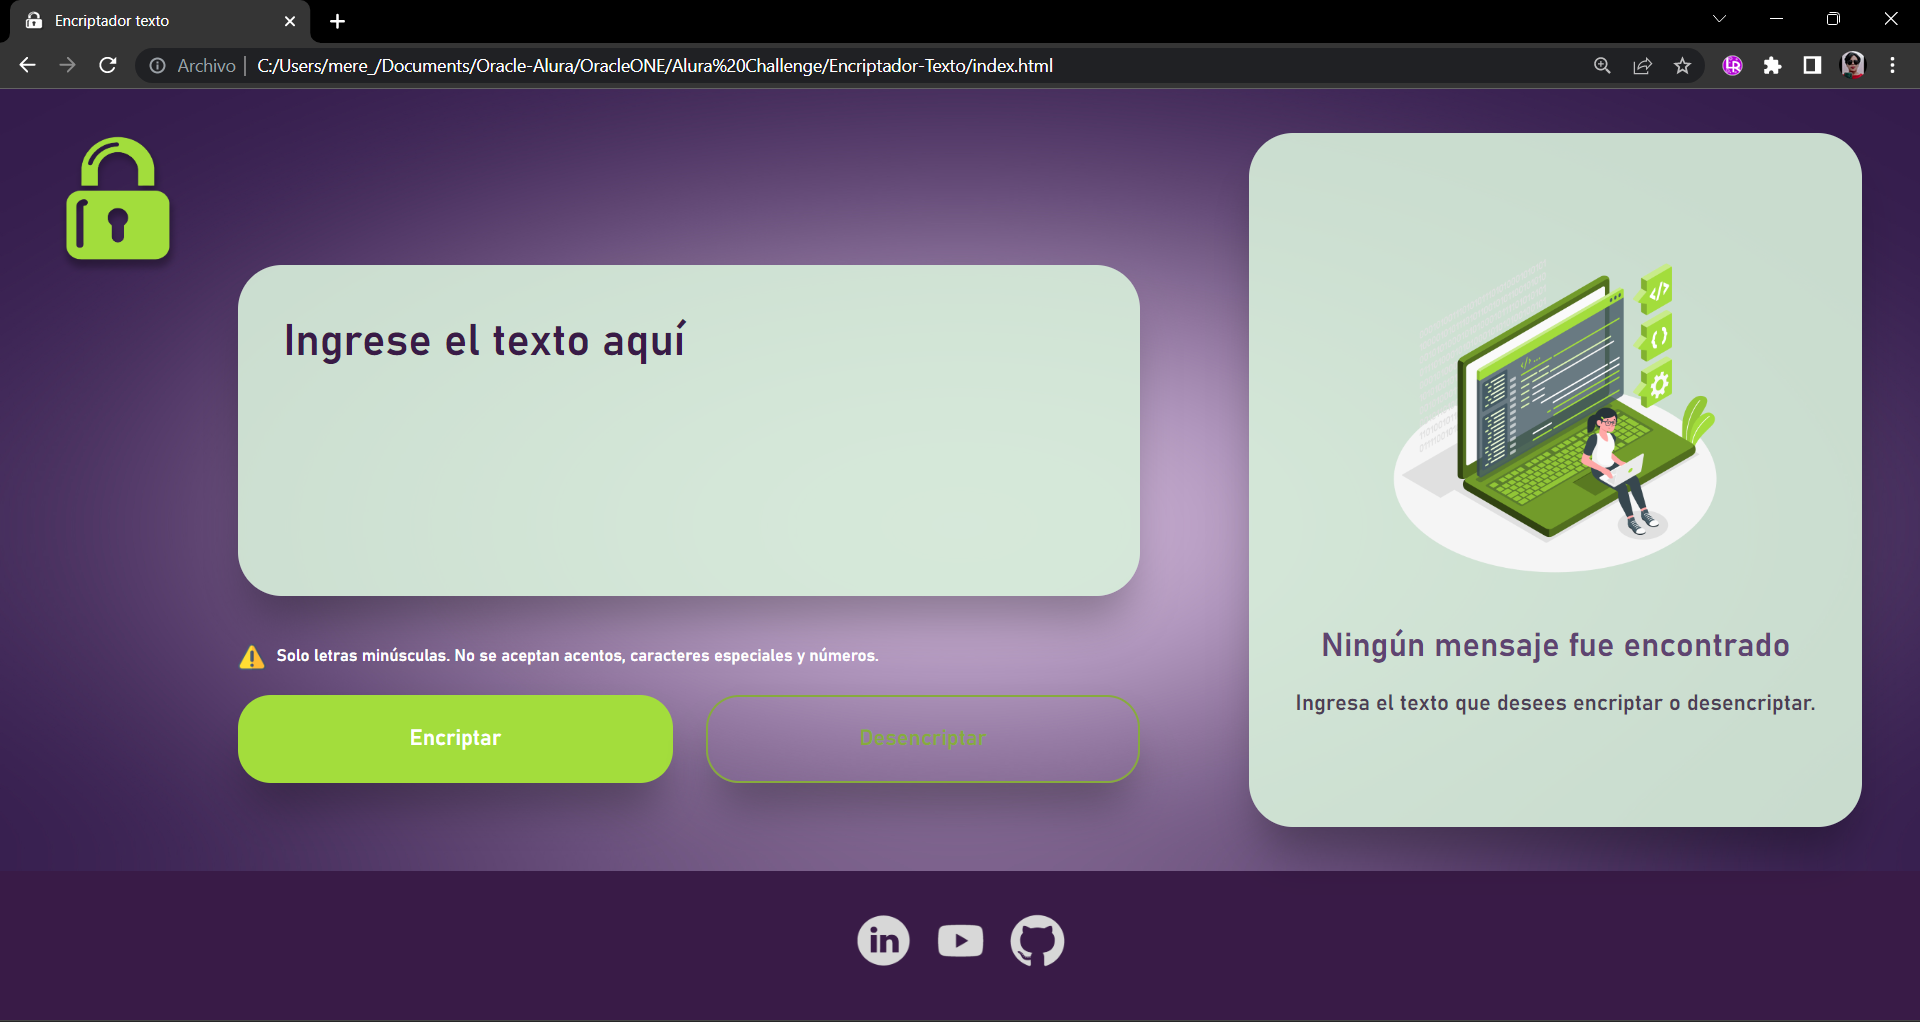 Encriptador texto
Archivo | C:/Users/mere_/Documents/Oracle-Alura/OracleONE/Alura%20Challenge/Encriptador-Texto/index.html
LR
Ingrese el texto aquí
Solo letras minúsculas. No se aceptan acentos, caracteres especiales y números.
Encriptar
Desencriptar
Ningún mensaje fue encontrado
Ingresa el texto que desees encriptar o desencriptar.
in